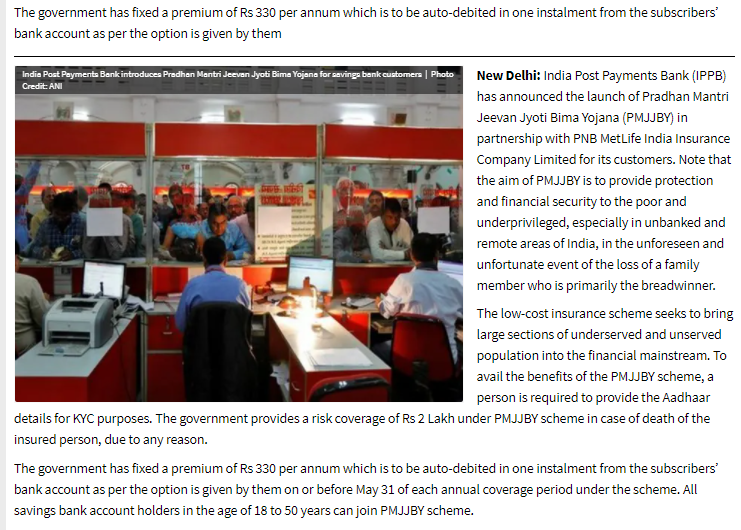 The government has fixed a premium of Rs 330 per annum which is to be auto-debited in one instalment from the subscribers'
bank account as per the option is given by them
India Post Payments Bank introduces Pradhan Mantri Jeevan Jyoti Bima Yojana for savings bank customers | Photo
Credit: ANI
New Delhi: India Post Payments Bank (IPPB)
has announced the launch of Pradhan Mantri
Jeevan Jyoti Bima Yojana (PMJJBY) in
partnership with PNB MetLife India Insurance
Company Limited for its customers. Note that
the aim of PMJJBY is to provide protection
and financial security to the poor and
underprivileged, especially in unbanked and
remote areas of India, in the unforeseen and
unfortunate event of the loss of a family
member who is primarily the breadwinner.
The low-cost insurance scheme seeks to bring
large sections of underserved and unserved
population into the financial mainstream. To
avail the benefits of the PMJJBY scheme, a
person is required to provide the Aadhaar
details for KYC purposes. The government provides a risk coverage of Rs 2 Lakh under PMJJBY scheme in case of death of the
insured person, due to any reason.
The government has fixed a premium of Rs 330 per annum which is to be auto-debited in one instalment from the subscribers'
bank account as per the option is given by them on or before May 31 of each annual coverage period under the scheme. All
savings bank account holders in the age of 18 to 50 years can join PMJJBY scheme.